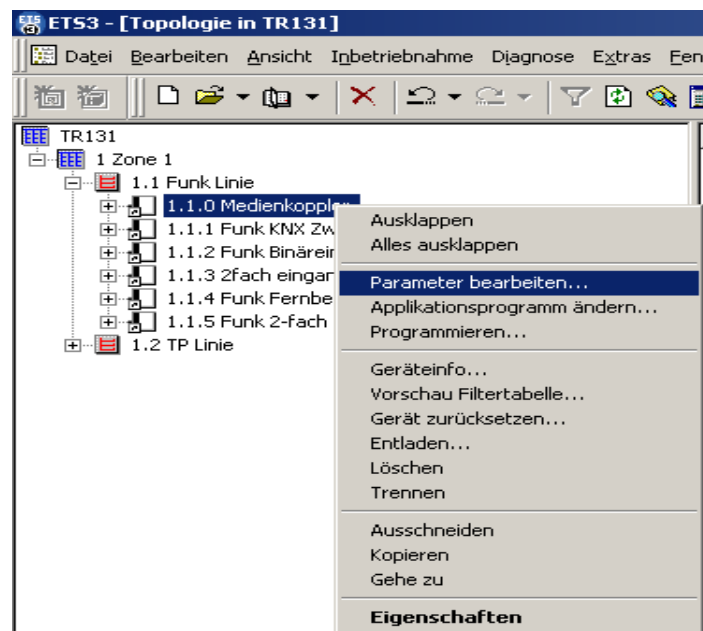 ETS3 - [Topologie in TR131]
Datei Bearbeiten Ansicht Inbetriebnahme Diagnose Extras Fen
TR131
1 Zone 1
1.1 Funk Linie
1.1.0 Medienkoppler
1.1.1 Funk KNX Zw
1.1.2 Funk Binärein
1.1.3 2fach eingan
1.1.4 Funk Fernbe
1.1.5 Funk 2-fach
1.2 TP Linie
Ausklappen
Alles ausklappen
Parameter bearbeiten...
Applikationsprogramm ändern...
Programmieren...
Geräteinfo...
Vorschau Filtertabelle...
Gerät zurücksetzen...
Entladen...
Löschen
Trennen
Ausschneiden
Kopieren
Gehe zu
Eigenschaften